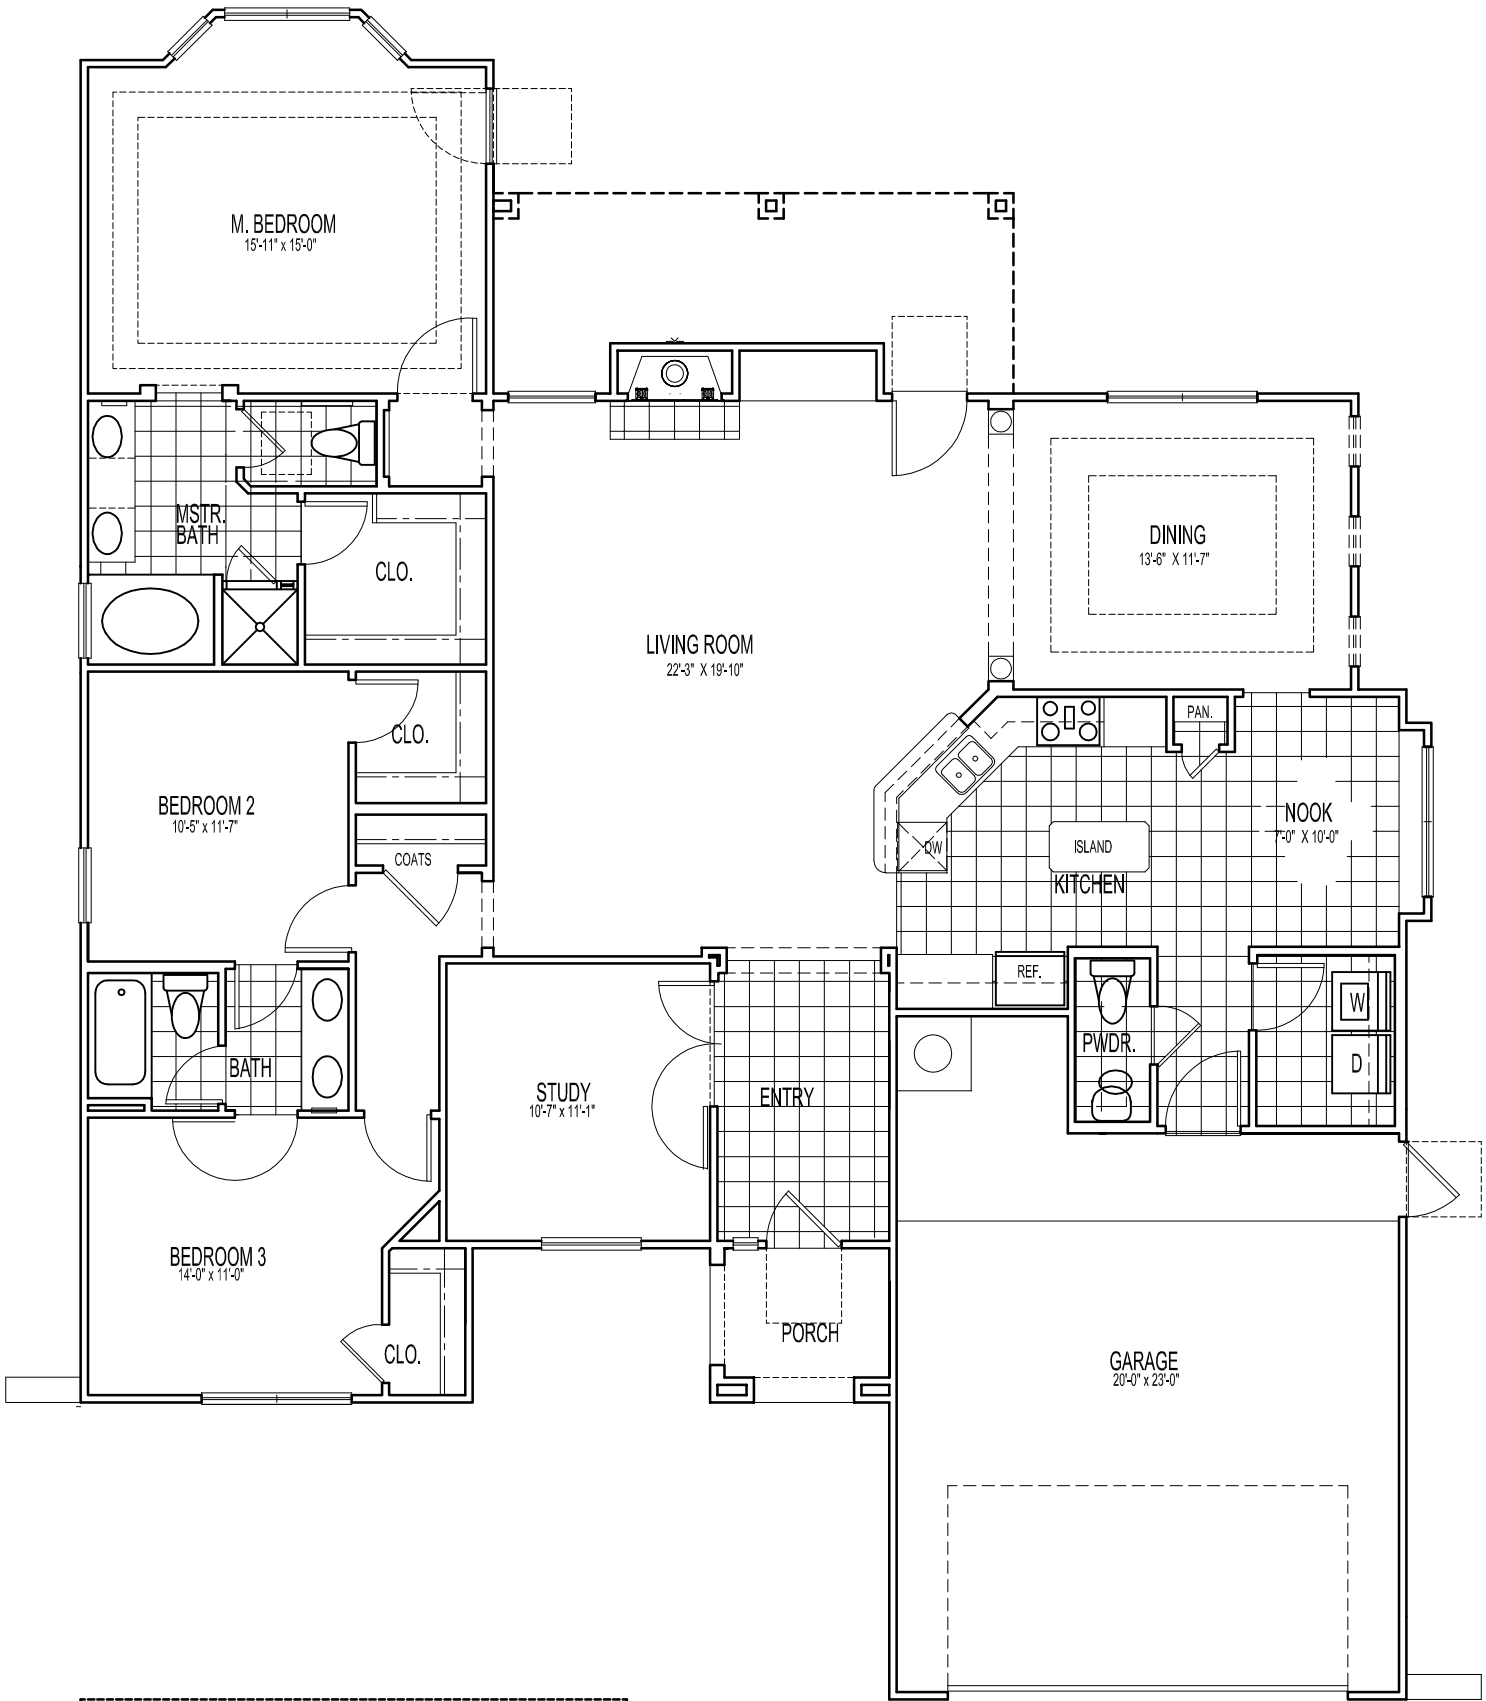 M. BEDROOM
15'-11" x 15'-0"
MSTR.
BATH
CLO.
DINING
13'-6" X 11'-7"
LIVING ROOM
22'-3" X 19'-10"
PAN.
CLO.
BEDROOM 2
10'-5" x 11'-7"
NOOK
7'-0" X 10'-0"
DW
ISLAND
COATS
KITCHEN
REF.
W
PWDR.
D
BATH
STUDY
10'-7" x 11'-1"
ENTRY
BEDROOM 3
14'-0" x 11'-0"
PORCH
CLO.
GARAGE
20'-0" x 23'-0"